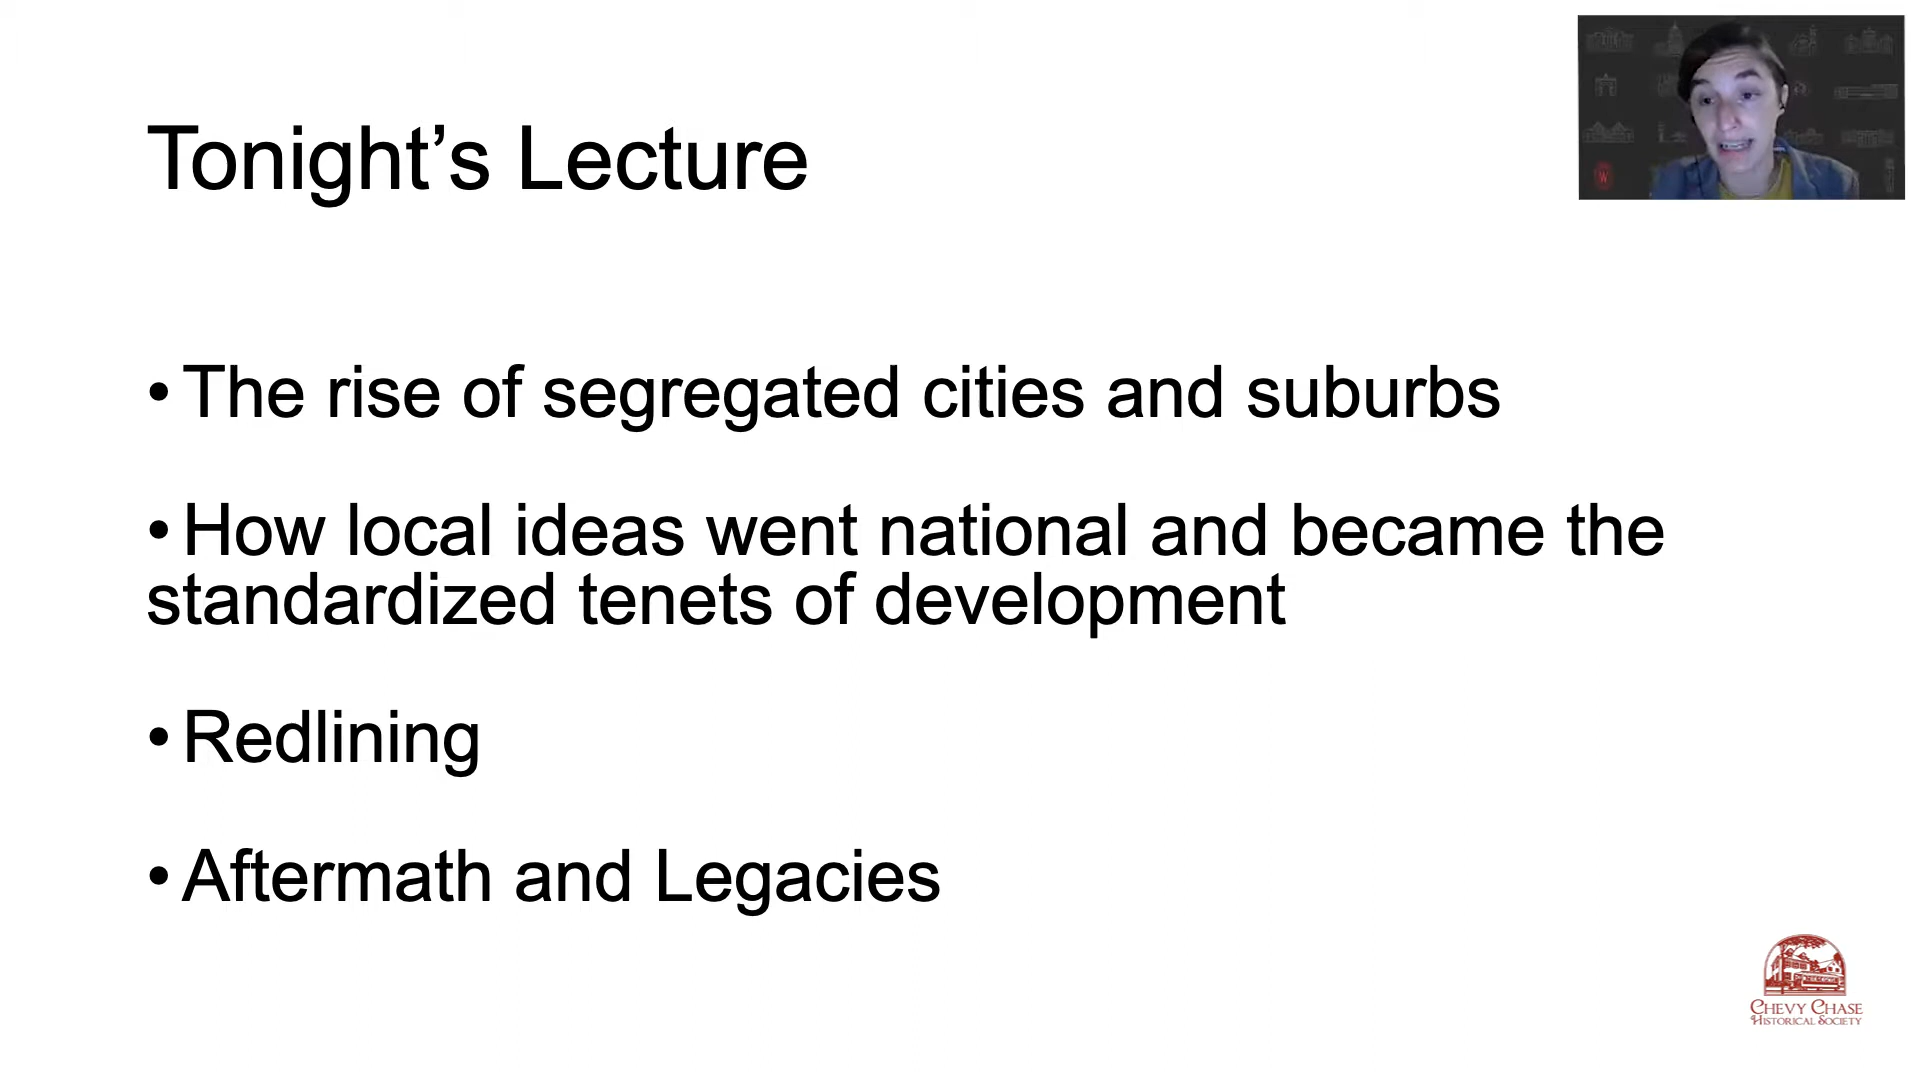 Tonight’s Lecture
• The rise of segregated cities and suburbs
• How local ideas went national and became the
standardized tenets of development
• Redlining
• Aftermath and Legacies
W
CHEVY CHASE
HISTORICAL SOCIETY